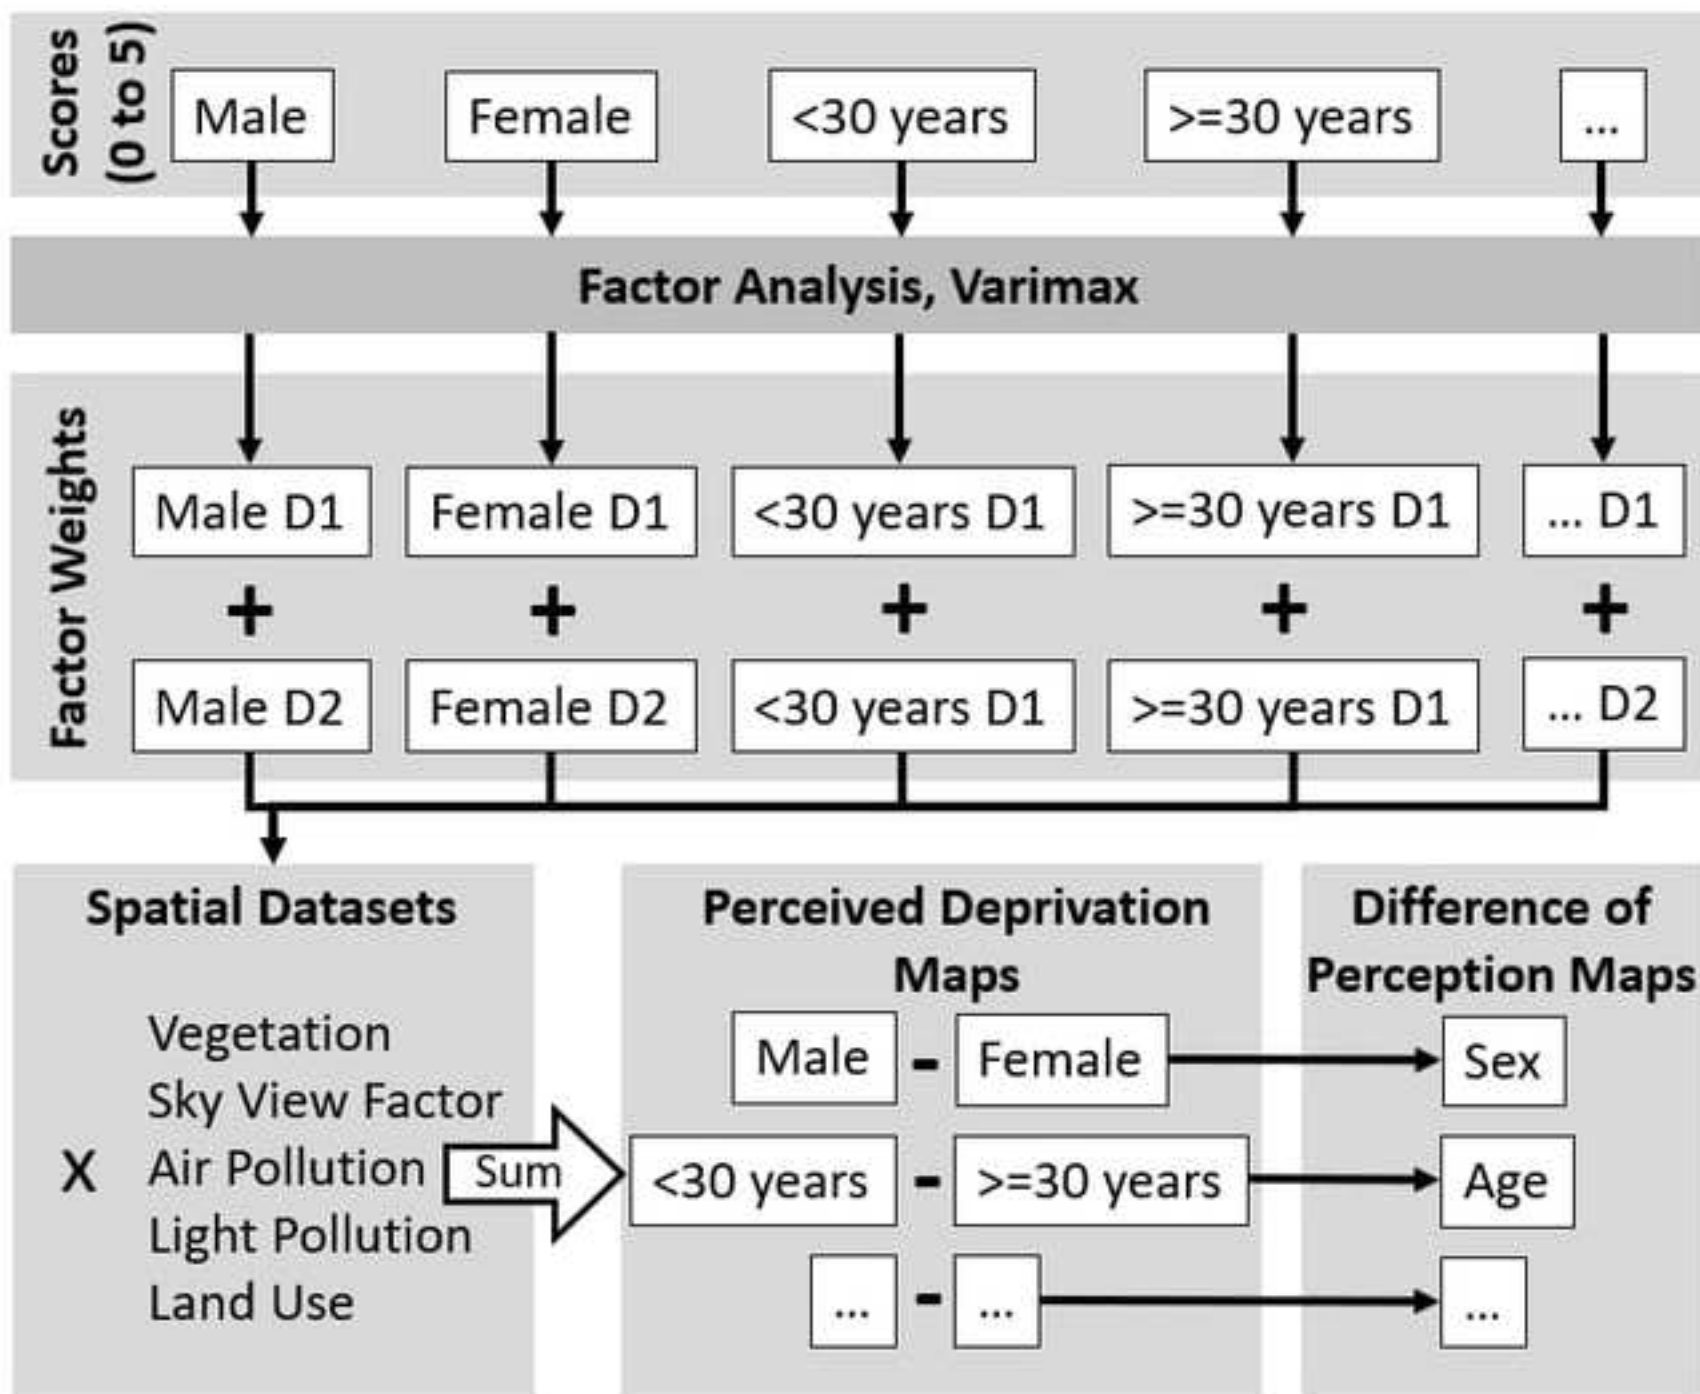 Scores
(0 to 5)
Male
Female
<30 years
>=30 years
...
Factor Analysis, Varimax
Factor Weights
Male D1
Female D1
<30 years D1
>=30 years D1
... D1
+
+
+
+
+
Male D2
Female D2
<30 years D1
>=30 years D1
... D2
Spatial Datasets
X
Vegetation
Sky View Factor
Air Pollution
Light Pollution
Land Use
Sum
Perceived Deprivation
Maps
Male - Female
<30 years - >=30 years
... - ...
Difference of
Perception Maps
Sex
Age
...